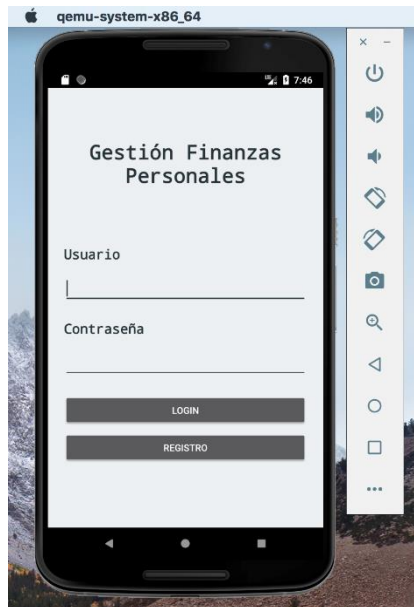 qemu-system-x86_64
7:46
Gestión Finanzas
Personales
Usuario
Contraseña
LOGIN
REGISTRO